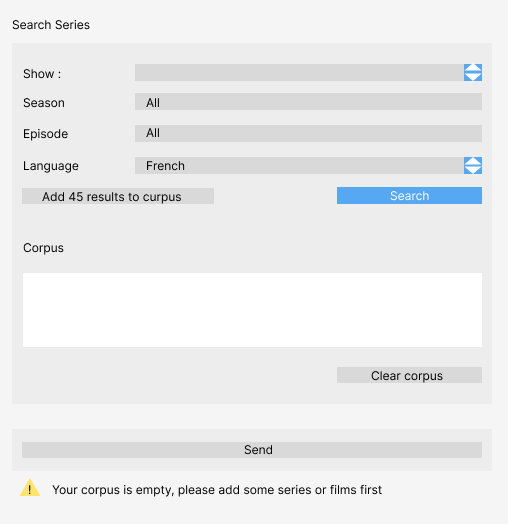 Search Series
Show :
Season All
Episode All
Language French
Add 45 results to curpus Search
Corpus
Clear corpus
Send
! Your corpus is empty, please add some series or films first